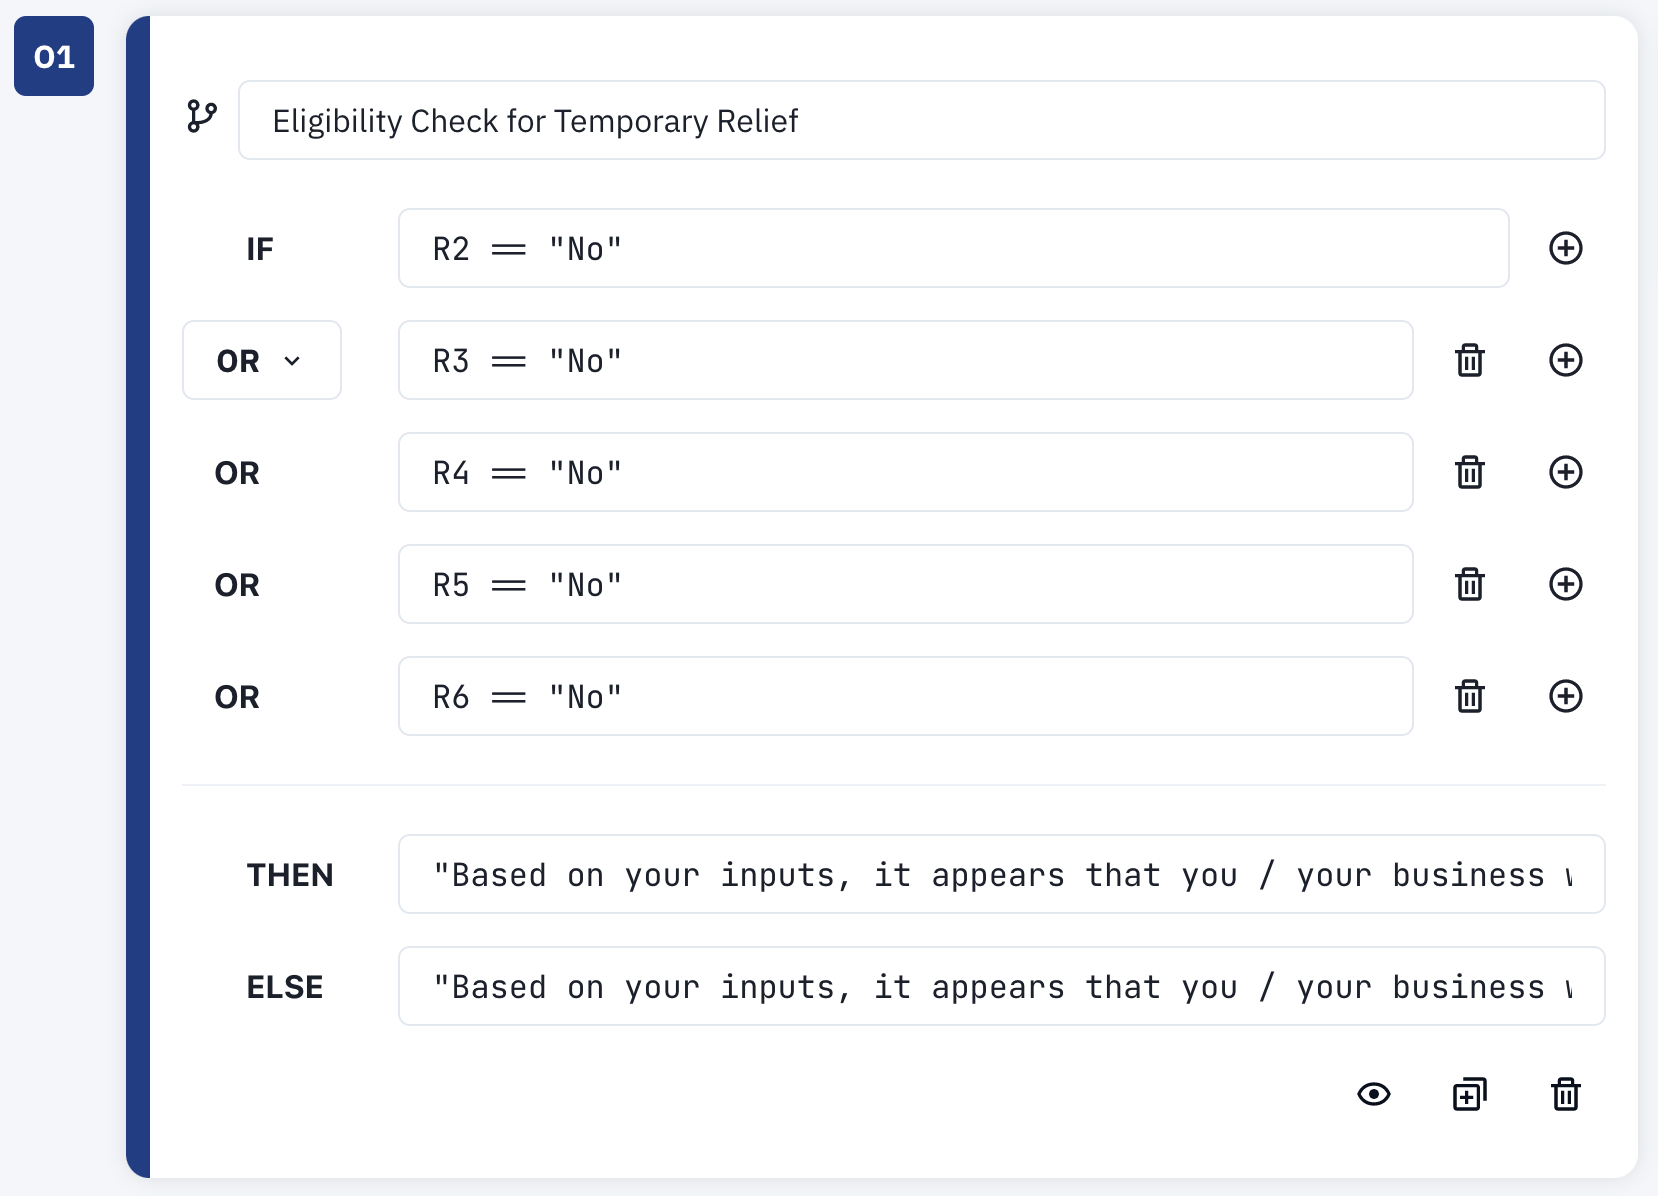 01
Eligibility Check for Temporary Relief
IF R2 == "No"
OR R3 == "No"
OR R4 == "No"
OR R5 == "No"
OR R6 == "No"
THEN "Based on your inputs, it appears that you / your business
ELSE "Based on your inputs, it appears that you / your business